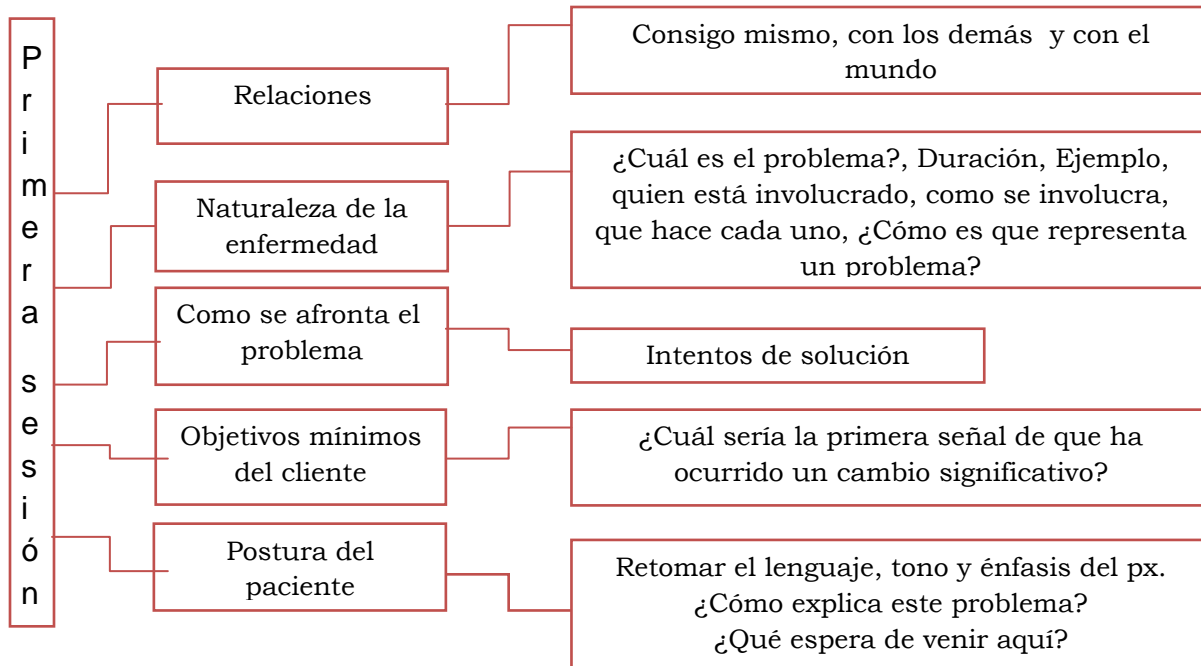 Primera sesión
Relaciones
Consigo mismo, con los demás y con el
mundo
Naturaleza de la
enfermedad
¿Cuál es el problema?, Duración, Ejemplo,
quien está involucrado, como se involucra,
que hace cada uno, ¿Cómo es que representa
un problema?
Como se afronta el
problema
Intentos de solución
Objetivos mínimos
del cliente
¿Cuál sería la primera señal de que ha
ocurrido un cambio significativo?
Postura del
paciente
Retomar el lenguaje, tono y énfasis del px.
¿Cómo explica este problema?
¿Qué espera de venir aquí?